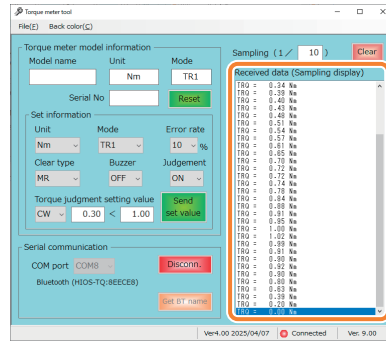 Torque meter tool
File(F) Back color(C)
Torque meter model information
Model name Unit Mode
Nm TR1
Serial No Reset
Set information
Unit Mode Error rate
Nm TR1 10 %
Clear type Buzzer Judgement
MR OFF ON
Torque judgment setting value
CW 0.30 < 1.00
Send
set value
Serial communication
COM port COM8 Disconn.
Bluetooth (HIOS-TQ:8EECE8)
Get BT name
Sampling (1/ 10 ) Clear
Received data (Sampling display)
TRQ = 0.34 Nm
TRQ = 0.39 Nm
TRQ = 0.40 Nm
TRQ = 0.43 Nm
TRQ = 0.48 Nm
TRQ = 0.51 Nm
TRQ = 0.54 Nm
TRQ = 0.57 Nm
TRQ = 0.61 Nm
TRQ = 0.65 Nm
TRQ = 0.70 Nm
TRQ = 0.72 Nm
TRQ = 0.72 Nm
TRQ = 0.74 Nm
TRQ = 0.78 Nm
TRQ = 0.84 Nm
TRQ = 0.88 Nm
TRQ = 0.91 Nm
TRQ = 0.95 Nm
TRQ = 1.00 Nm
TRQ = 1.02 Nm
TRQ = 0.99 Nm
TRQ = 0.91 Nm
TRQ = 0.90 Nm
TRQ = 0.92 Nm
TRQ = 0.90 Nm
TRQ = 0.80 Nm
TRQ = 0.63 Nm
TRQ = 0.39 Nm
TRQ = 0.20 Nm
TRQ = 0.00 Nm
Ver4.00 2025/04/07 Connected Ver. 9.00